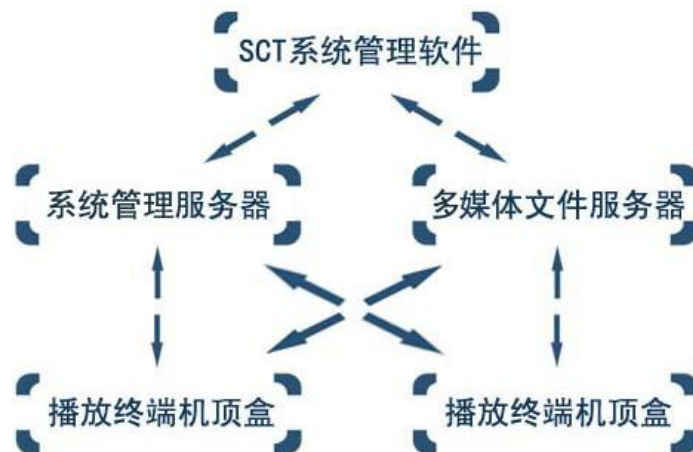 SCT系统管理软件
系统管理服务器
多媒体文件服务器
播放终端机顶盒
播放终端机顶盒